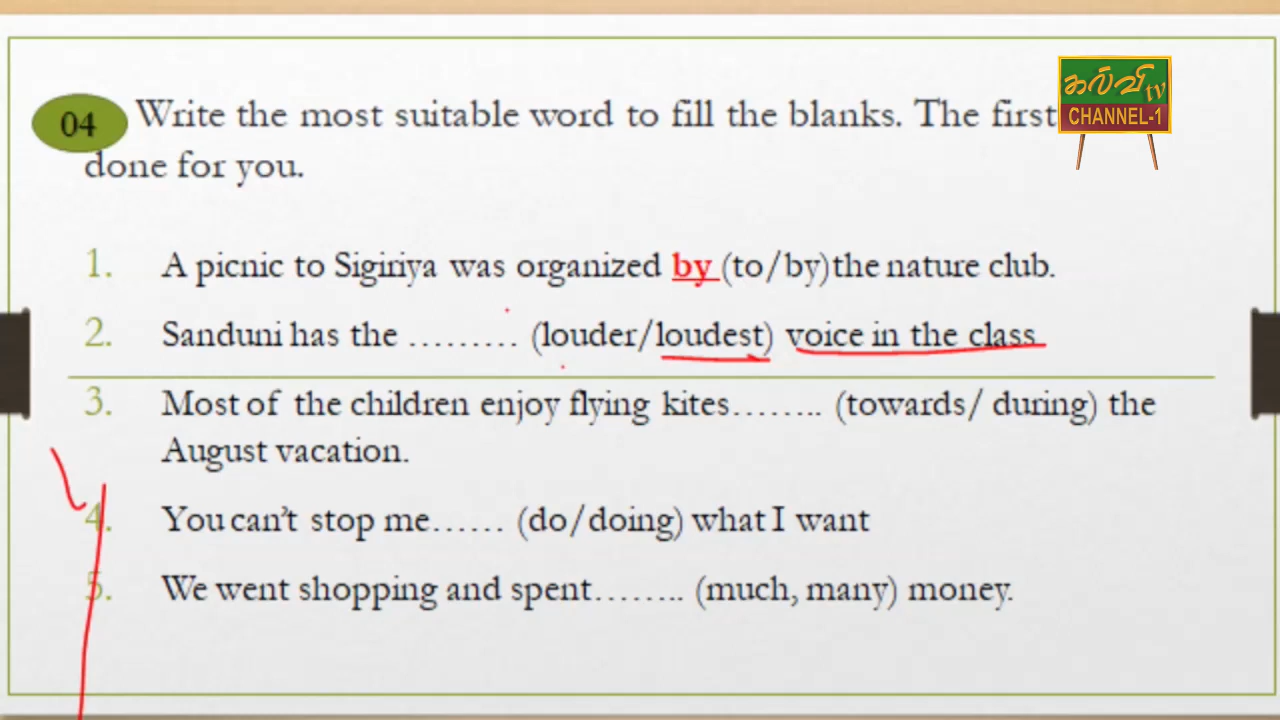 கல்வி tv
CHANNEL-1
04 Write the most suitable word to fill the blanks. The first
done for you.
1. A picnic to Sigiriya was organized by (to/by)the nature club.
2. Sanduni has the ......... (louder/loudest) voice in the class
3. Most of the children enjoy flying kites........ (towards/ during) the
August vacation.
4. You can't stop me...... (do/doing) what I want
5. We went shopping and spent........ (much, many) money.